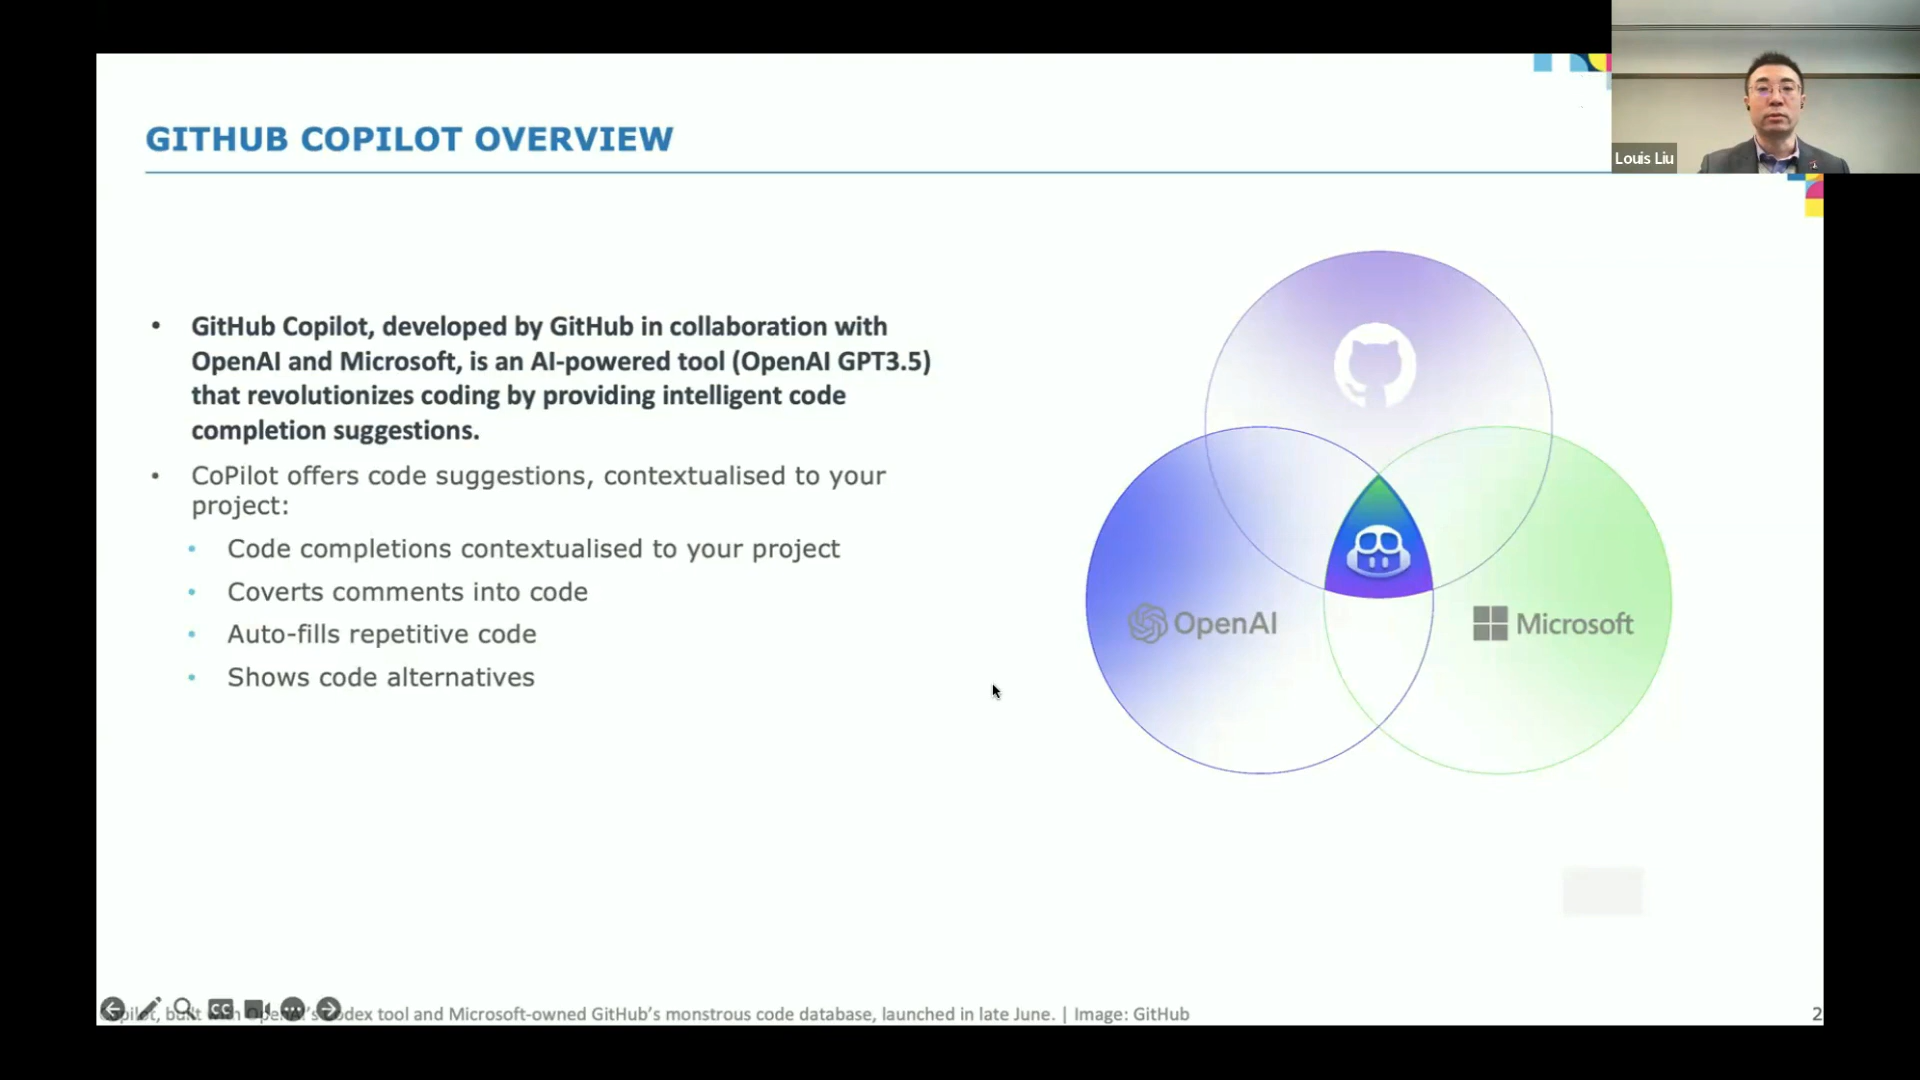 Louis Liu
GITHUB COPILOT OVERVIEW
• GitHub Copilot, developed by GitHub in collaboration with
OpenAI and Microsoft, is an AI-powered tool (OpenAI GPT3.5)
that revolutionizes coding by providing intelligent code
completion suggestions.
• CoPilot offers code suggestions, contextualised to your
project:
• Code completions contextualised to your project
• Coverts comments into code
• Auto-fills repetitive code
• Shows code alternatives
OpenAI
Microsoft
CC
OpenAI's Codex tool and Microsoft-owned GitHub's monstrous code database, launched in late June. | Image: GitHub
2